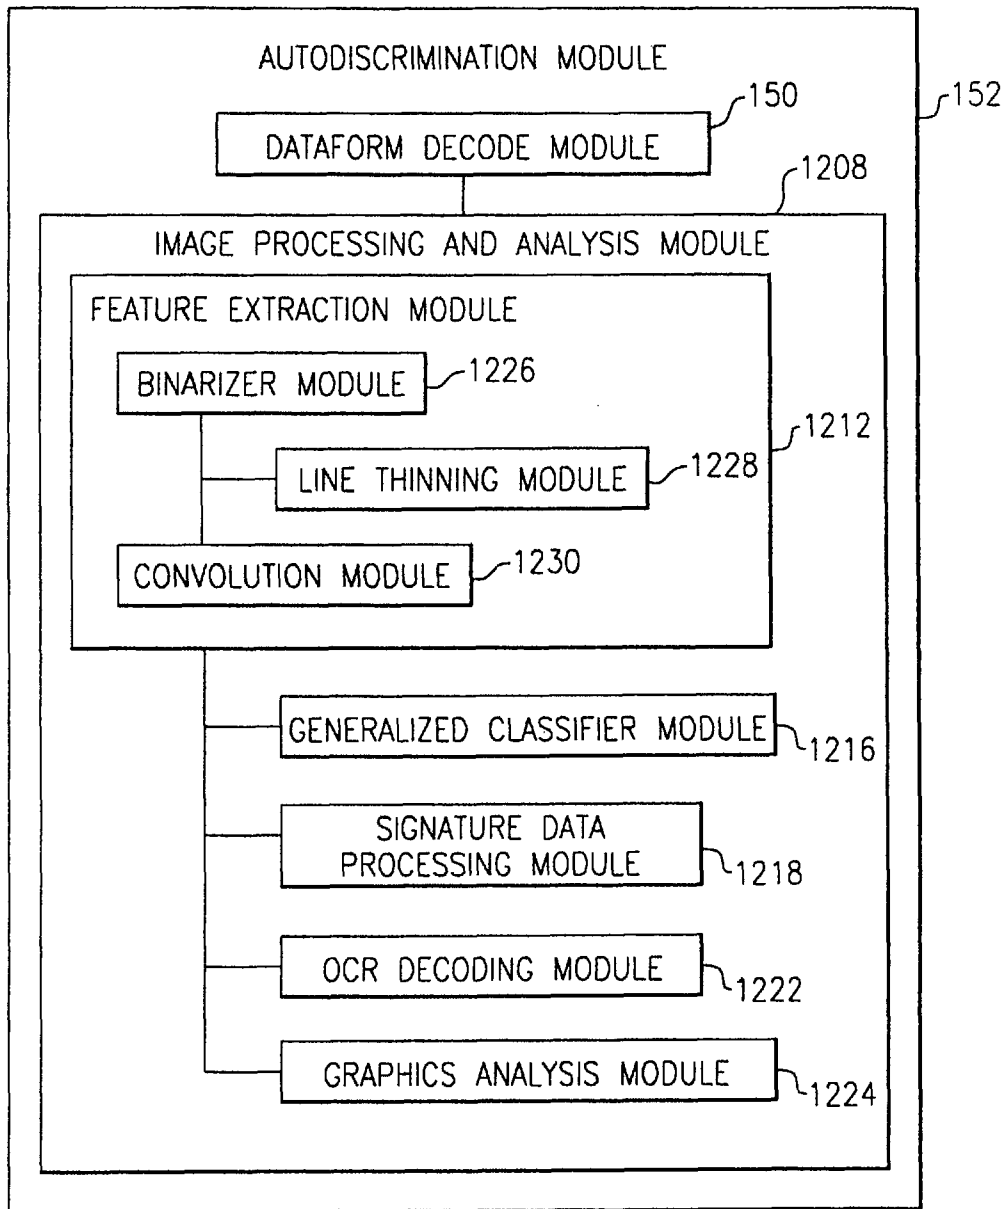 AUTODISCRIMINATION MODULE
150
152
DATAFORM DECODE MODULE
1208
IMAGE PROCESSING AND ANALYSIS MODULE
FEATURE EXTRACTION MODULE
BINARIZER MODULE
1226
1212
LINE THINNING MODULE
1228
CONVOLUTION MODULE
1230
GENERALIZED CLASSIFIER MODULE
1216
SIGNATURE DATA
PROCESSING MODULE
1218
OCR DECODING MODULE
1222
GRAPHICS ANALYSIS MODULE
1224